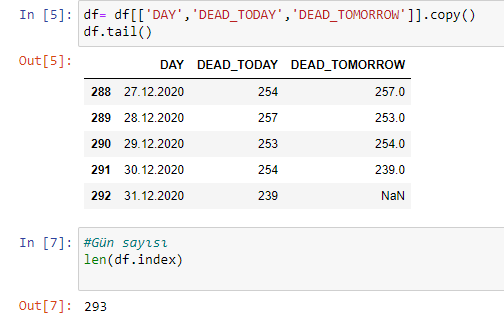 In [5]: df= df[['DAY','DEAD_TODAY','DEAD_TOMORROW']].copy()
df.tail()
Out[5]:
DAY DEAD_TODAY DEAD_TOMORROW
288 27.12.2020 254 257.0
289 28.12.2020 257 253.0
290 29.12.2020 253 254.0
291 30.12.2020 254 239.0
292 31.12.2020 239 NaN
In [7]: #Gün sayısı
len(df.index)
Out[7]: 293